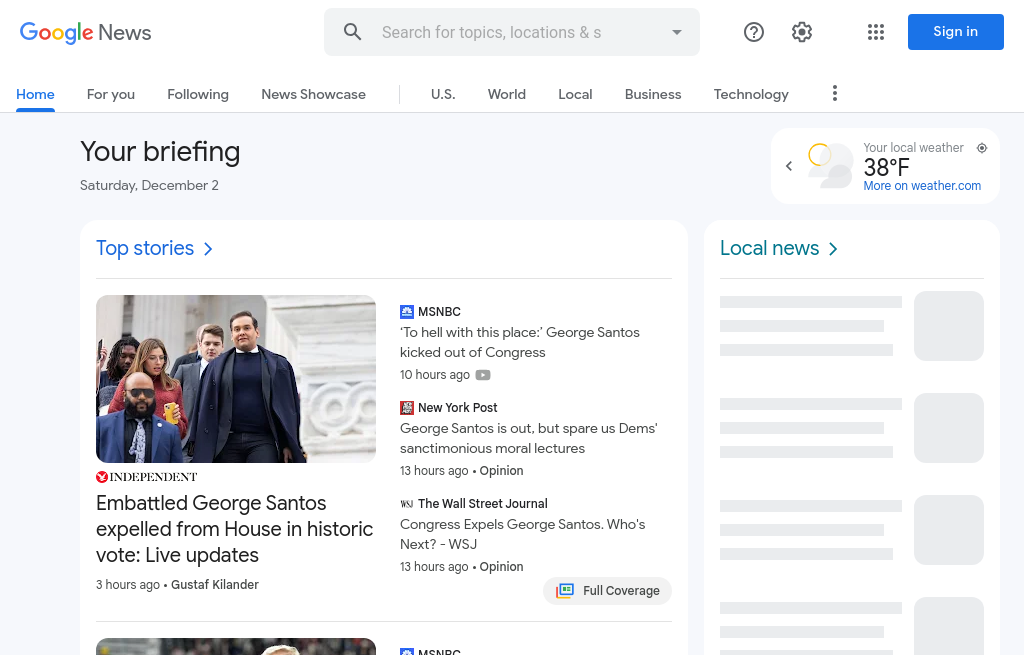 Google News
Search for topics, locations & s
Sign in
Home
For you
Following
News Showcase
U.S.
World
Local
Business
Technology
Your briefing
Saturday, December 2
Your local weather
38°F
More on weather.com
Top stories
INDEPENDENT
Embattled George Santos
expelled from House in historic
vote: Live updates
3 hours ago • Gustaf Kilander
MSNBC
‘To hell with this place:’ George Santos
kicked out of Congress
10 hours ago
New York Post
George Santos is out, but spare us Dems'
sanctimonious moral lectures
13 hours ago • Opinion
WSJ The Wall Street Journal
Congress Expels George Santos. Who's
Next? - WSJ
13 hours ago • Opinion
Full Coverage
MSNBC
Local news